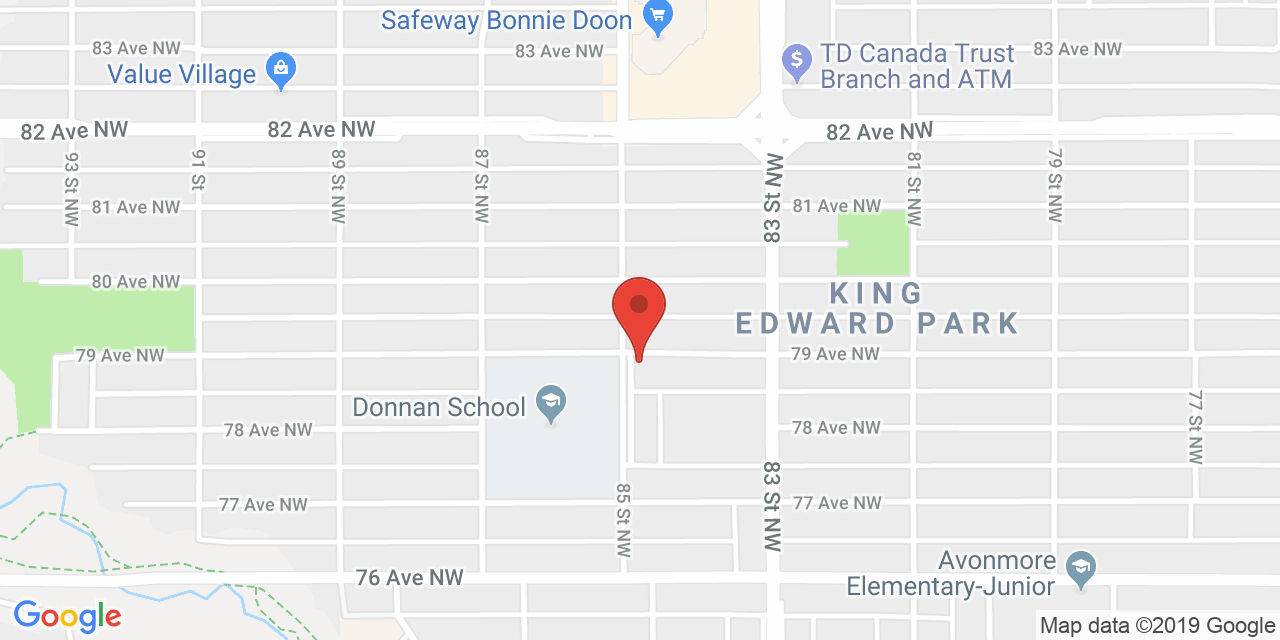 Safeway Bonnie Doon
83 Ave NW
83 Ave NW
83 Ave NW
TD Canada Trust
Branch and ATM
Value Village
82 Ave NW
82 Ave NW
82 Ave NW
93 St NW
91 St
89 St NW
87 St NW
83 St NW
81 St NW
79 St NW
81 Ave NW
81 Ave NW
80 Ave NW
KING
EDWARD PARK
79 Ave NW
79 Ave NW
Donnan School
78 Ave NW
78 Ave NW
77 St NW
77 Ave NW
77 Ave NW
85 St NW
83 St NW
76 Ave NW
Avonmore
Elementary-Junior
Google
Map data ©2019 Google